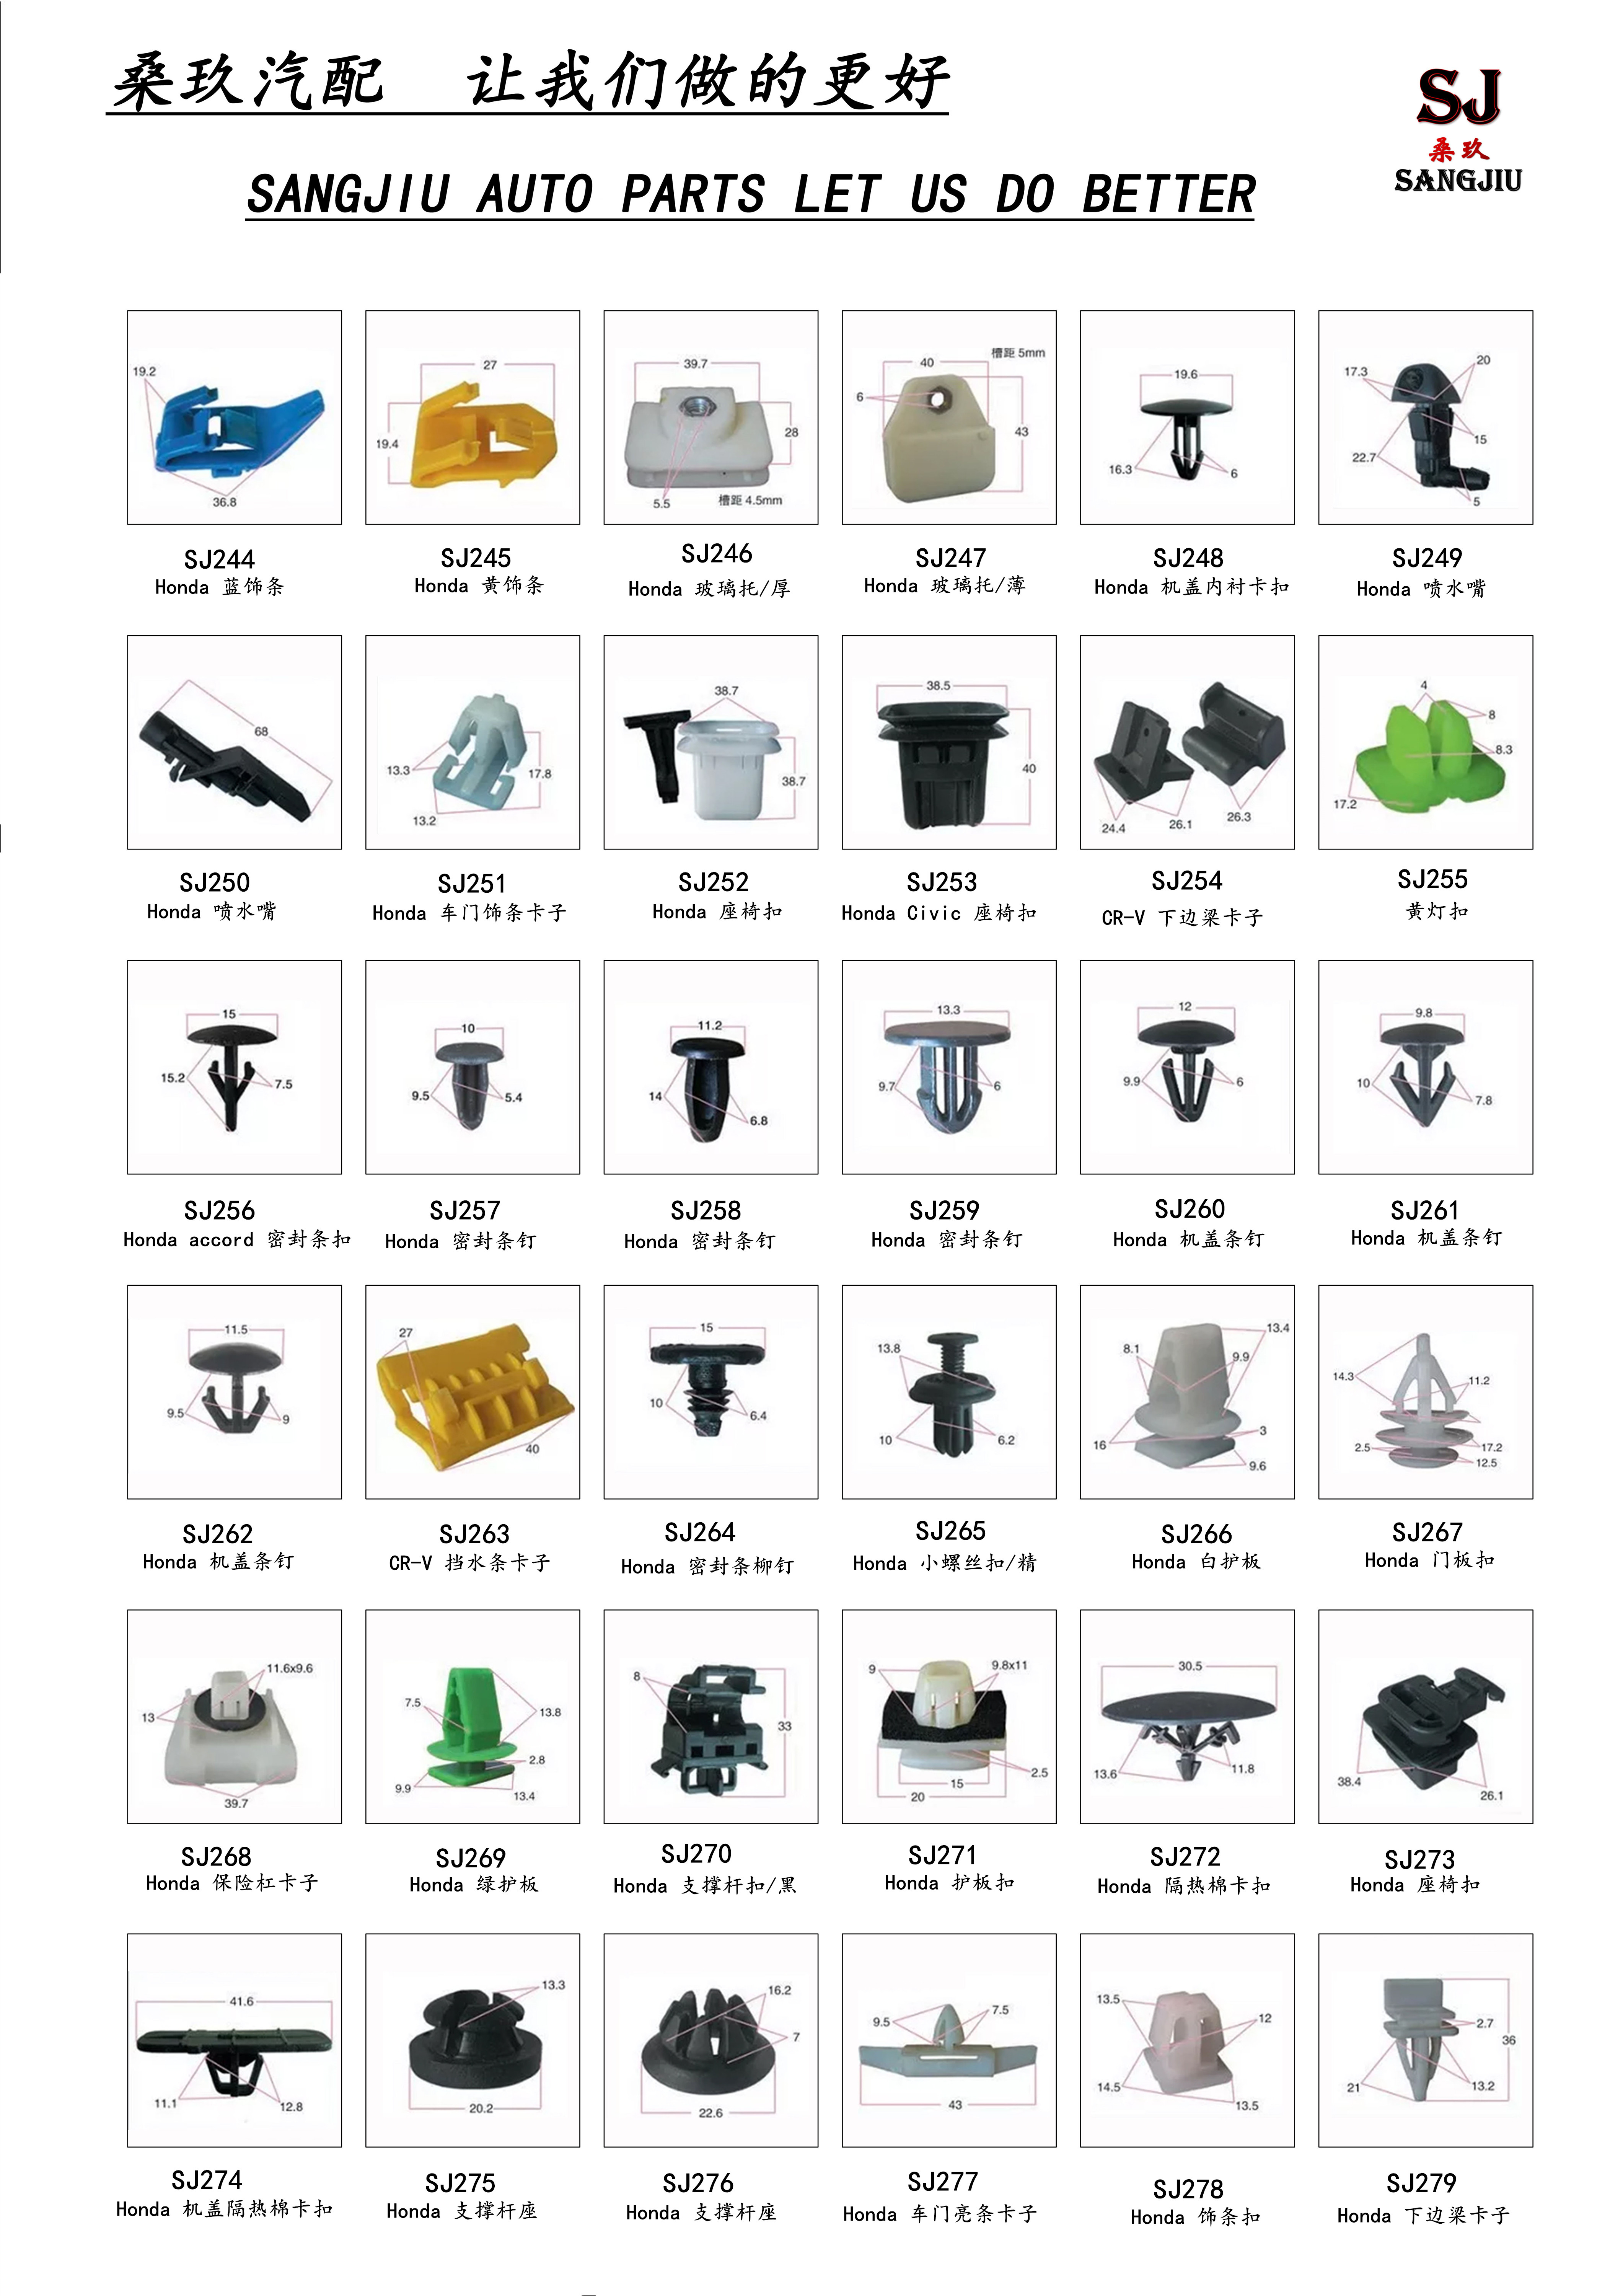 桑玖汽配 让我们做的更好
SJ
桑玖
SANGJIU
SANGJIU AUTO PARTS LET US DO BETTER
19.2
36.8
27
19.4
39.7
28
5.5
槽距 4.5mm
槽距 5mm
40
6
43
19.6
16.3
6
17.3
20
15
22.7
5
SJ244
Honda 蓝饰条
SJ245
Honda 黄饰条
SJ246
Honda 玻璃托/厚
SJ247
Honda 玻璃托/薄
SJ248
Honda 机盖内衬卡扣
SJ249
Honda 喷水嘴
68
13.3
17.8
13.2
38.7
38.7
38.5
40
24.4
26.1
26.3
4
8
8.3
17.2
SJ250
Honda 喷水嘴
SJ251
Honda 车门饰条卡子
SJ252
Honda 座椅扣
SJ253
Honda Civic 座椅扣
SJ254
CR-V 下边梁卡子
SJ255
黄灯扣
15
15.2
7.5
10
9.5
5.4
11.2
14
6.8
13.3
9.7
6
12
9.9
6
9.8
10
7.8
SJ256
Honda accord 密封条扣
SJ257
Honda 密封条钉
SJ258
Honda 密封条钉
SJ259
Honda 密封条钉
SJ260
Honda 机盖条钉
SJ261
Honda 机盖条钉
11.5
9.5
9
27
40
15
10
6.4
13.8
10
6.2
13.4
8.1
9.9
3
16
9.6
14.3
11.2
2.5
17.2
12.5
SJ262
Honda 机盖条钉
SJ263
CR-V 挡水条卡子
SJ264
Honda 密封条柳钉
SJ265
Honda 小螺丝扣/精
SJ266
Honda 白护板
SJ267
Honda 门板扣
11.6x9.6
13
39.7
7.5
13.8
2.8
9.9
13.4
8
33
9
9.8x11
2.5
15
20
30.5
13.6
11.8
38.4
26.1
SJ268
Honda 保险杠卡子
SJ269
Honda 绿护板
SJ270
Honda 支撑杆扣/黑
SJ271
Honda 护板扣
SJ272
Honda 隔热棉卡扣
SJ273
Honda 座椅扣
41.6
11.1
12.8
13.3
20.2
16.2
7
22.6
9.5
7.5
43
13.5
12
14.5
13.5
2.7
36
21
13.2
SJ274
Honda 机盖隔热棉卡扣
SJ275
Honda 支撑杆座
SJ276
Honda 支撑杆座
SJ277
Honda 车门亮条卡子
SJ278
Honda 饰条扣
SJ279
Honda 下边梁卡子